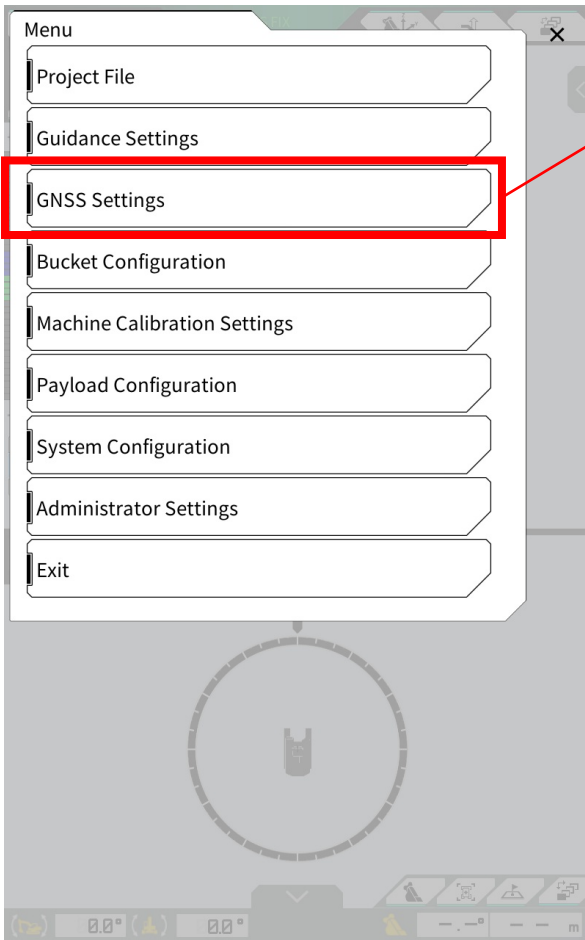 Menu
Project File
Guidance Settings
GNSS Settings
Bucket Configuration
Machine Calibration Settings
Payload Configuration
System Configuration
Administrator Settings
Exit
0.0° 0.0° -.-° -- m